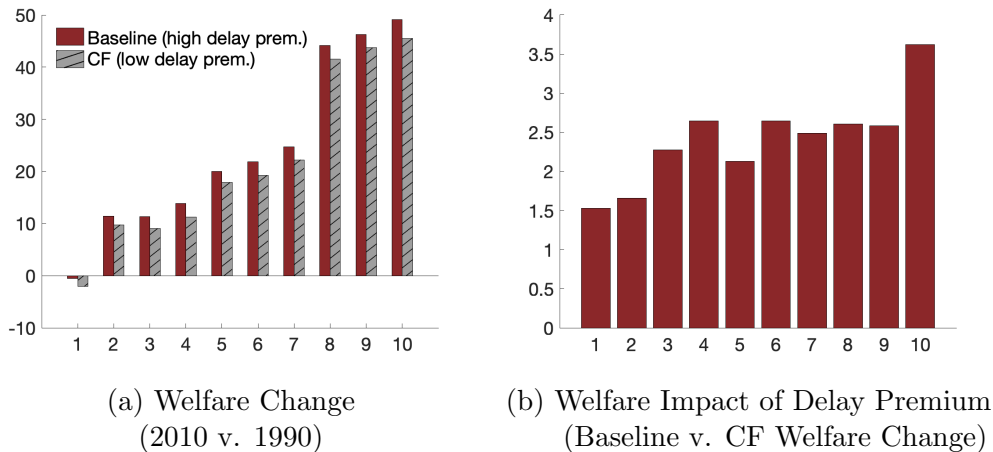 50
40
30
20
10
0
-10
Baseline (high delay prem.)
CF (low delay prem.)
1 2 3 4 5 6 7 8 9 10
(a) Welfare Change
(2010 v. 1990)
4
3.5
3
2.5
2
1.5
1
0.5
0
1 2 3 4 5 6 7 8 9 10
(b) Welfare Impact of Delay Premium
(Baseline v. CF Welfare Change)